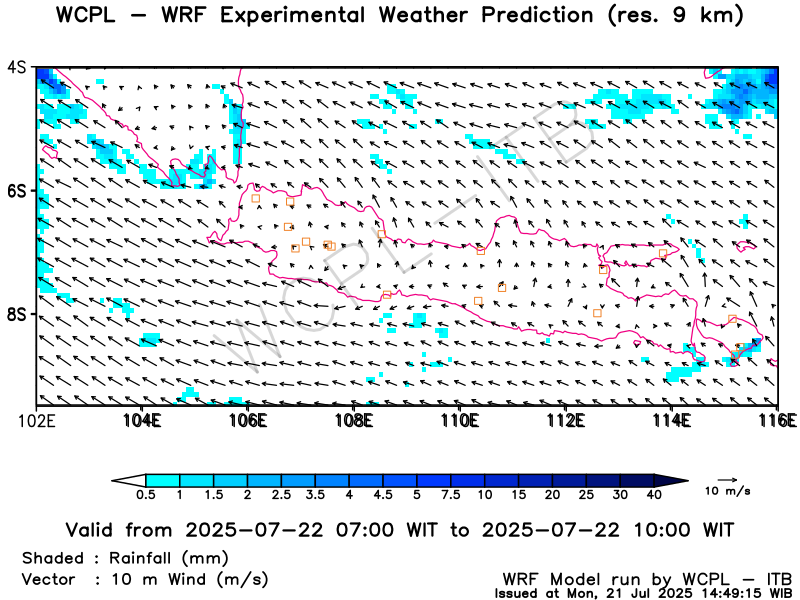 WCPL – WRF Experimental Weather Prediction (res. 9 km)
4S
6S
8S
WCPL-ITB
102E 104E 106E 108E 110E 112E 114E 116E
0.5 1 1.5 2 2.5 3.5 4 4.5 5 7.5 10 15 20 25 30 40
10 m/s
Valid from 2025-07-22 07:00 WIT to 2025-07-22 10:00 WIT
Shaded : Rainfall (mm)
Vector : 10 m Wind (m/s)
WRF Model run by WCPL – ITB
Issued at Mon, 21 Jul 2025 14:49:15 WIB